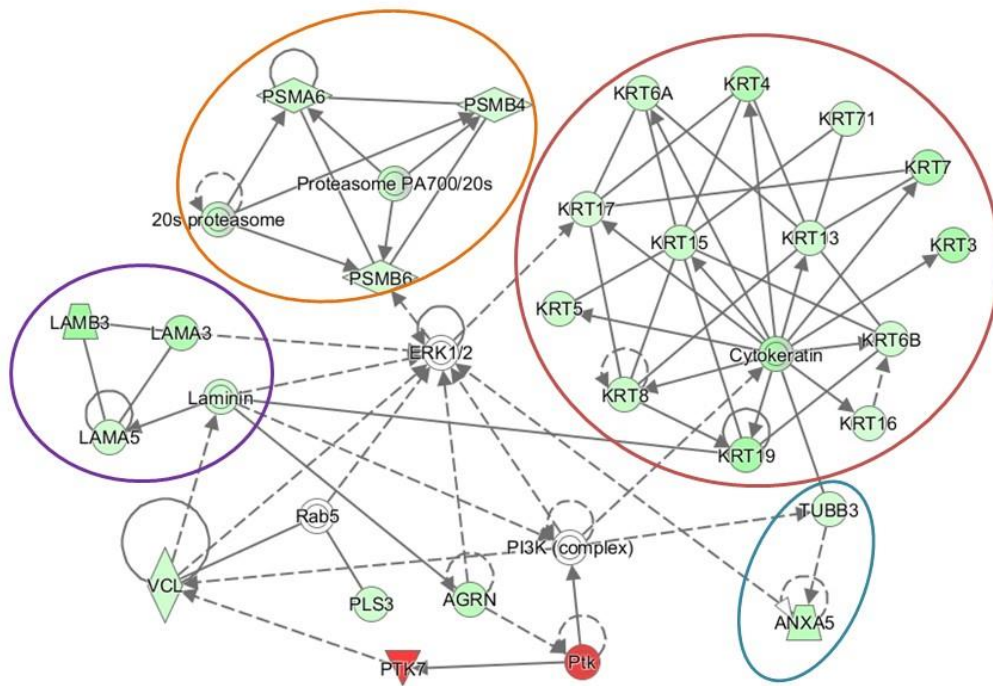 PSMA6
PSMB4
Proteasome PA700/20s
20s proteasome
PSMB6
KRT6A
KRT4
KRT71
KRT7
KRT17
KRT15
KRT13
KRT3
KRT5
Cytokeratin
KRT6B
KRT8
KRT16
KRT19
LAMB3
LAMA3
ERK1/2
Laminin
LAMA5
Rab5
PI3K (complex)
TUBB3
VCL
PLS3
AGRN
ANXA5
PTK7
Ptk